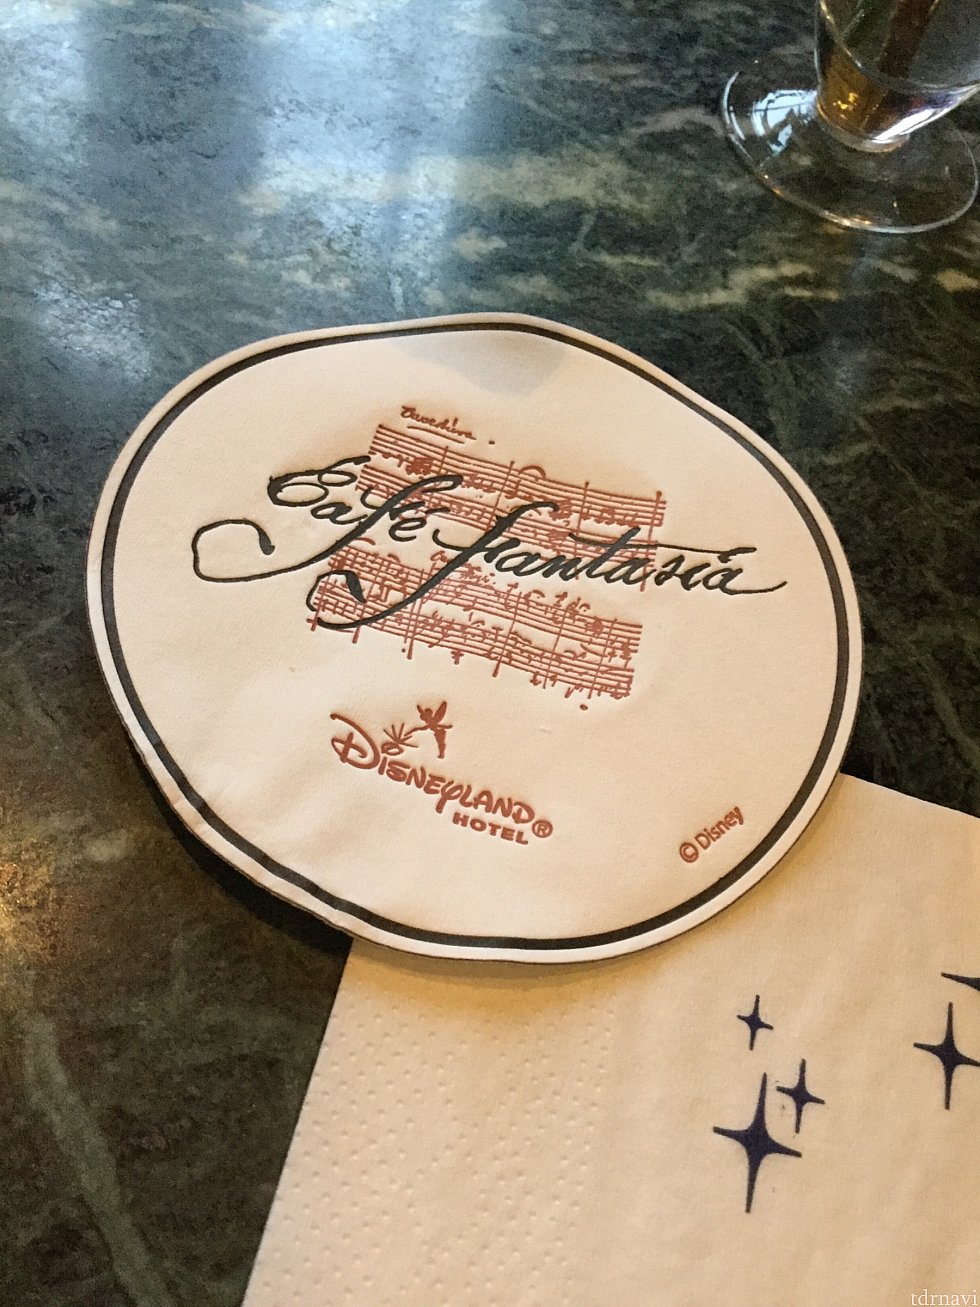 Café Fantasia
Disneyland
HOTEL®
© Disney
tdrnavi